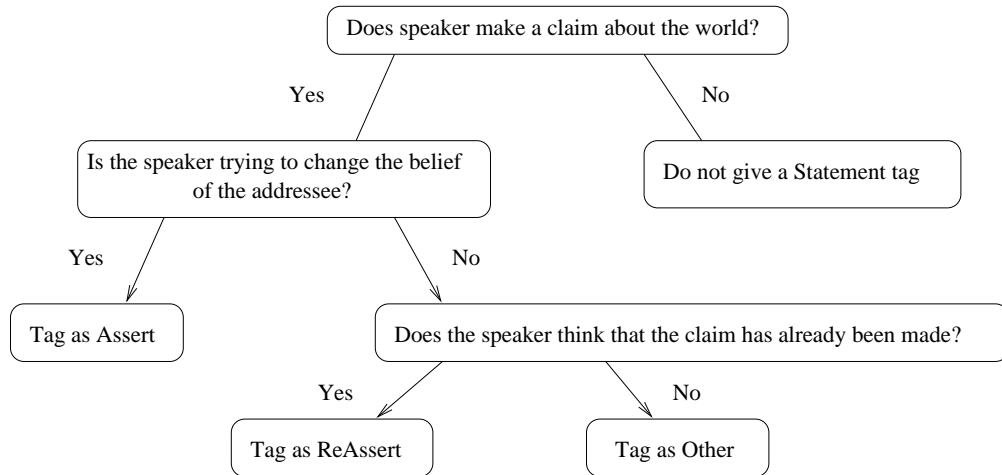 Does speaker make a claim about the world?
Yes
No
Is the speaker trying to change the belief
of the addressee?
Do not give a Statement tag
Yes
No
Tag as Assert
Does the speaker think that the claim has already been made?
Yes
No
Tag as ReAssert
Tag as Other